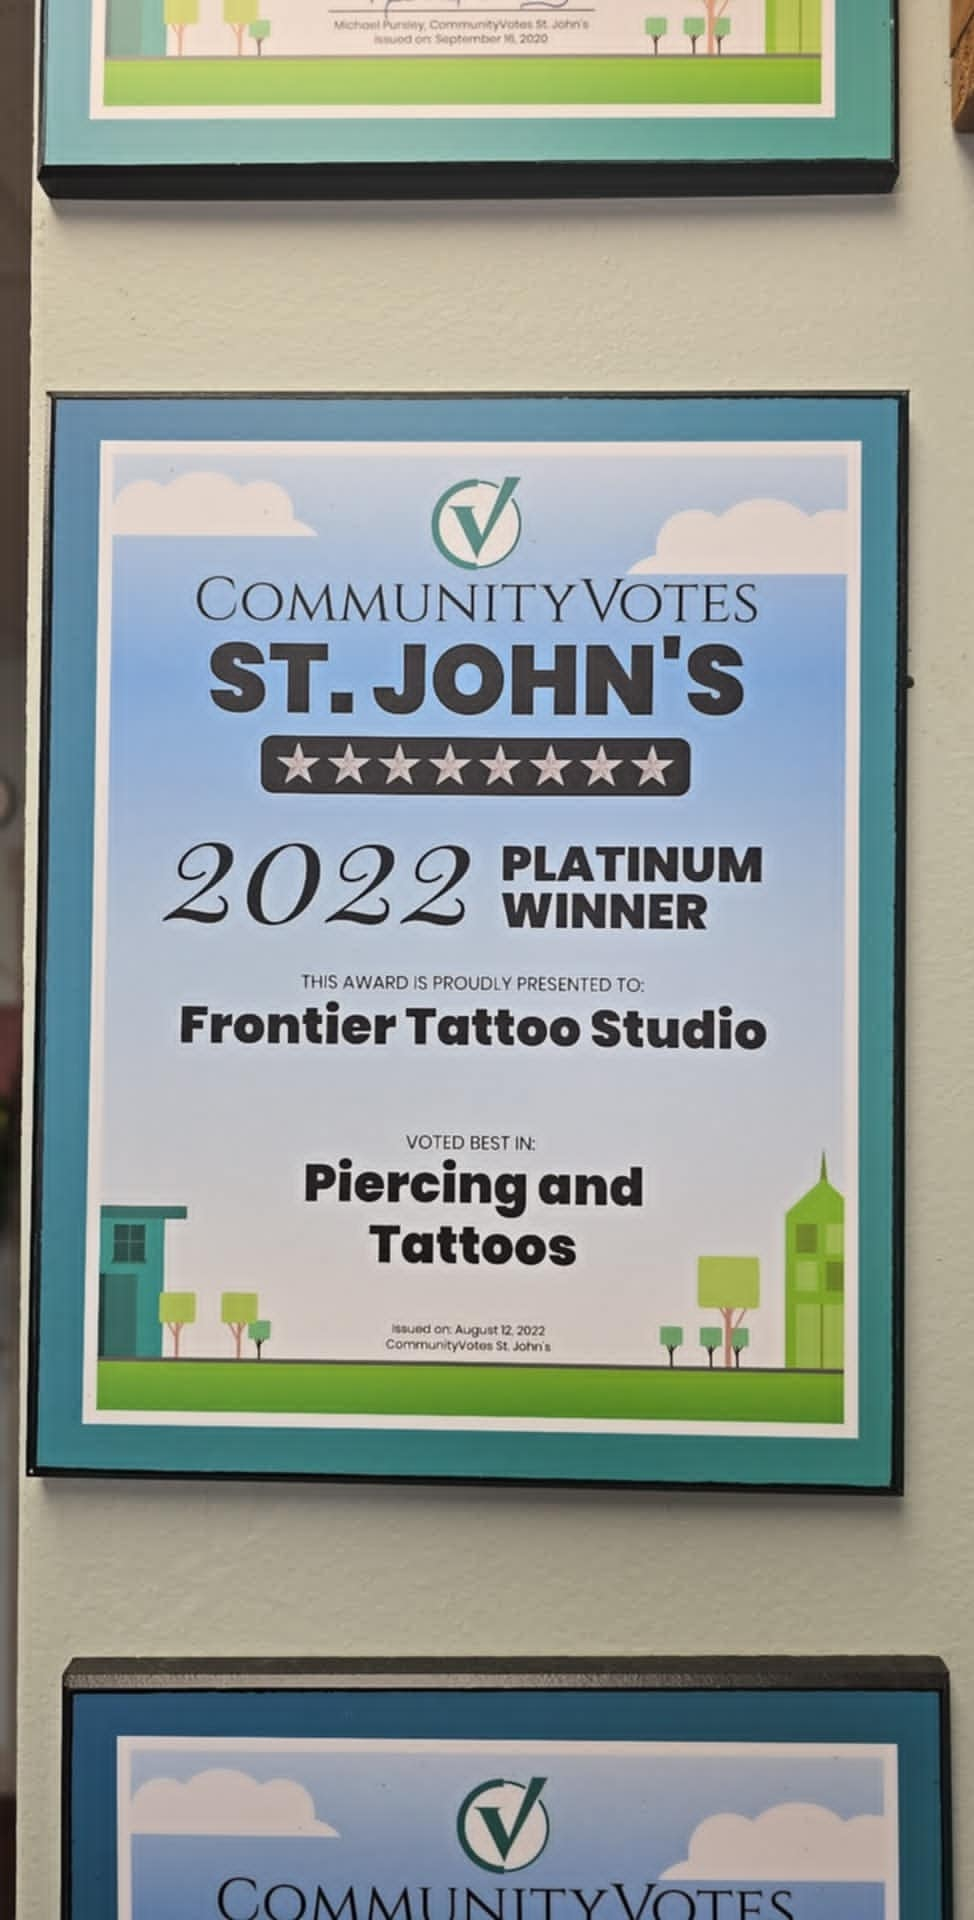 Michael Pursley, CommunityVotes St. John's
Issued on: September 16, 2020
COMMUNITYVOTES
ST. JOHN'S
2022 PLATINUM
WINNER
THIS AWARD IS PROUDLY PRESENTED TO:
Frontier Tattoo Studio
VOTED BEST IN:
Piercing and
Tattoos
Issued on: August 12, 2022
CommunityVotes St. John's
COMMUNITYVOTES